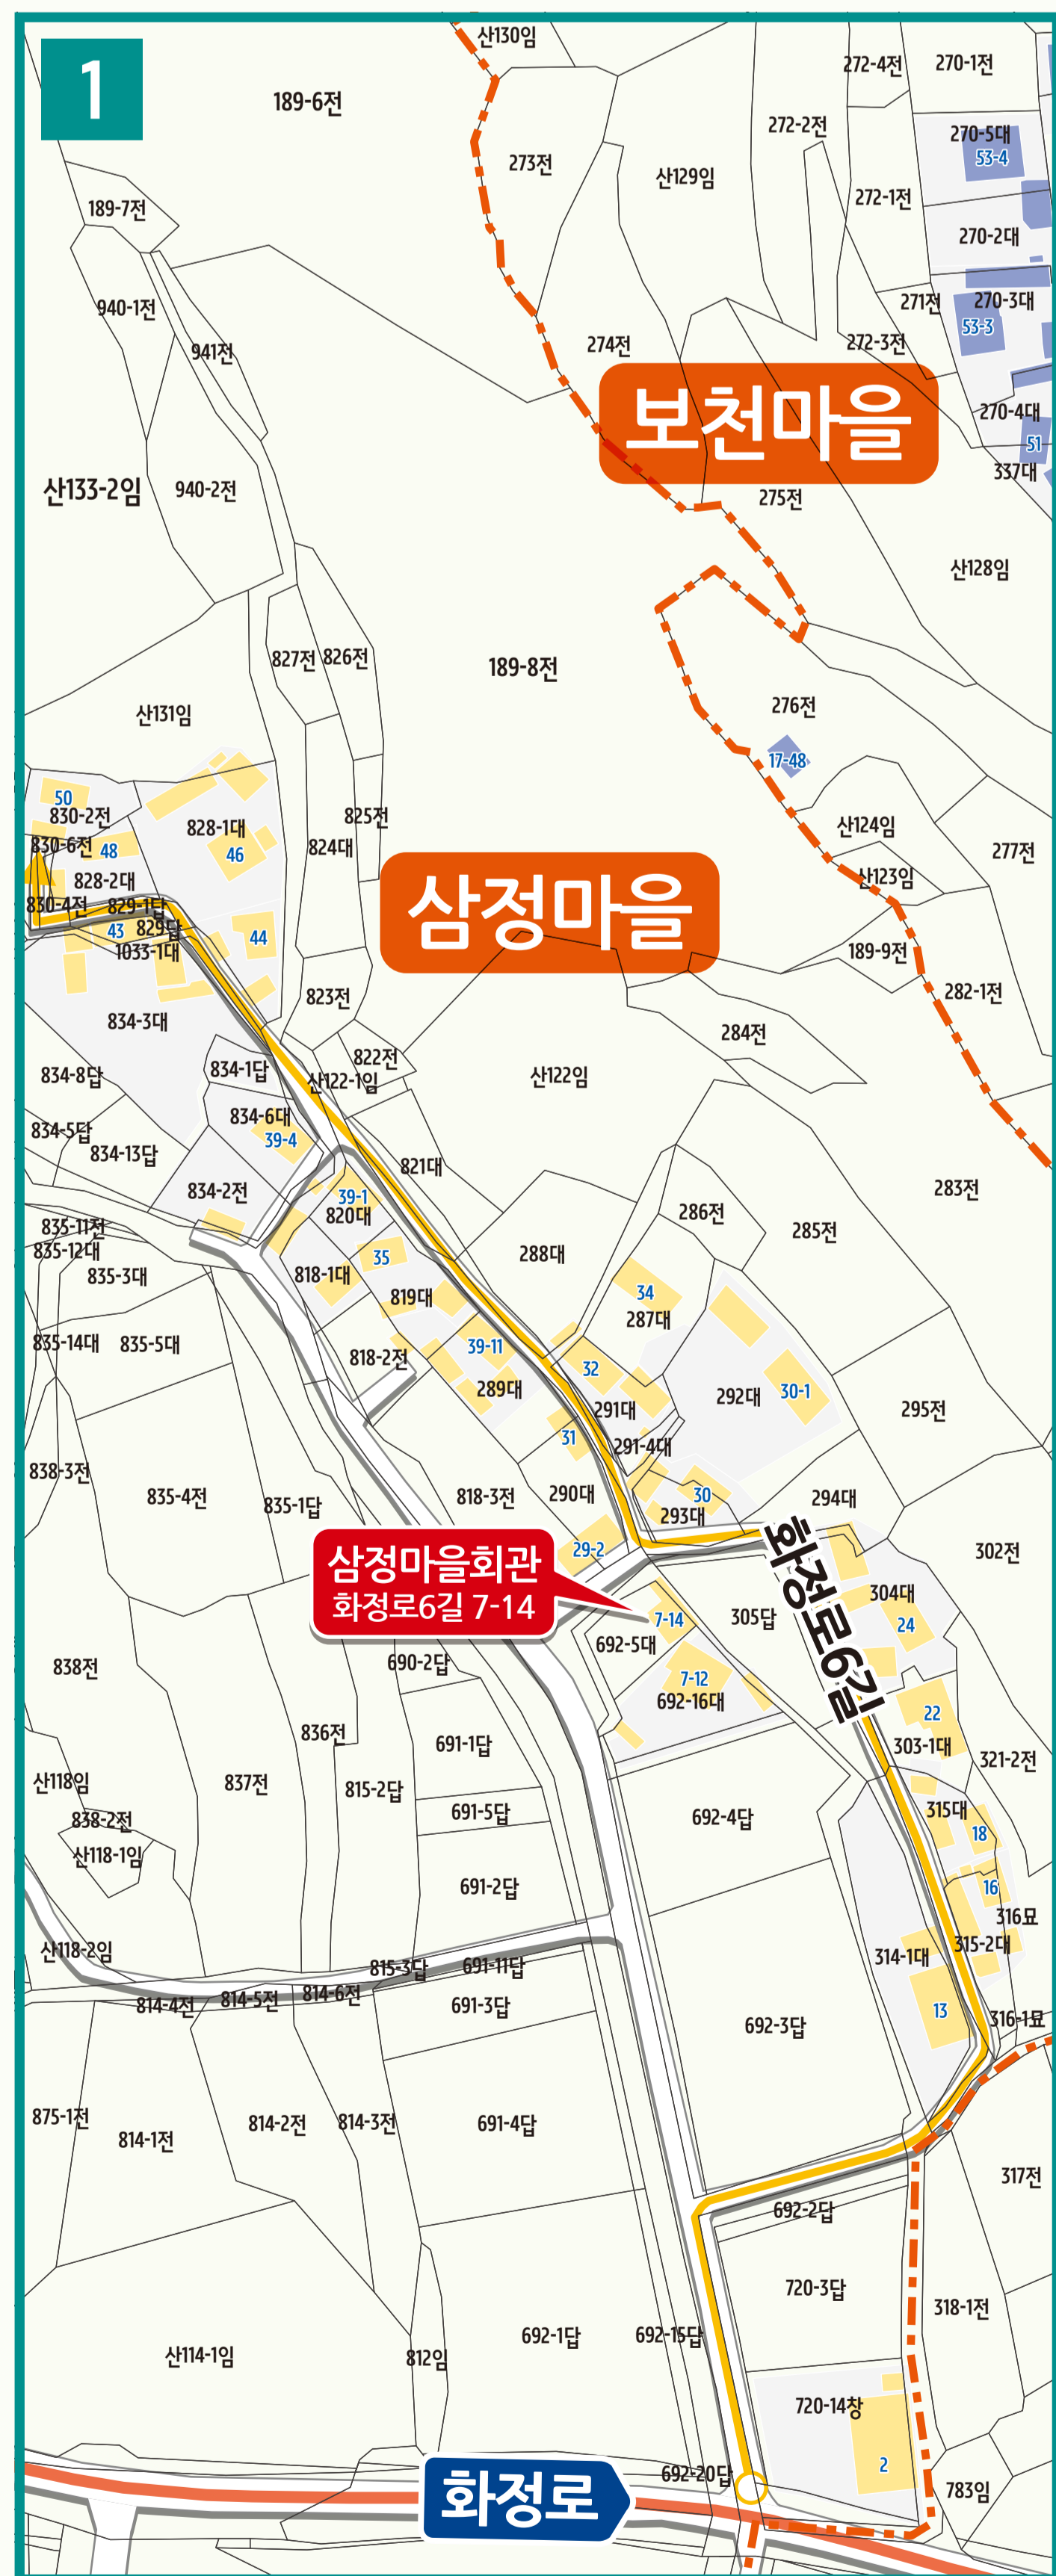 1
산130임
189-6전
272-4전
270-1전
272-2전
270-5대
53-4
273전
산129임
272-1전
189-7전
270-2대
940-1전
271전
270-3대
53-3
941전
274전
272-3전
보천마을
270-4대
51
337대
산133-2임
940-2전
275전
산128임
827전
826전
189-8전
276전
산131임
17-48
50
830-2전
825전
828-1대
824대
산124임
830-6전
48
46
277전
828-2대
산123임
830-4전
829-1답
삼정마을
43
829답
44
1033-1대
189-9전
823전
282-1전
834-3대
284전
822전
834-8답
834-1답
산122-1임
산122임
834-6대
834-5답
39-4
834-13답
821대
834-2전
39-1
820대
283전
286전
835-11전
285전
835-12대
288대
835-3대
35
818-1대
34
819대
287대
835-14대
835-5대
818-2전
39-11
32
289대
292대
30-1
291대
295전
31
291-4대
838-3전
835-4전
835-1답
818-3전
290대
30
293대
294대
29-2
302전
삼정마을회관
화정로6길 7-14
화정로6길
304대
7-14
305답
24
692-5대
838전
690-2답
7-12
692-16대
22
836전
691-1답
303-1대
321-2전
산118임
837전
815-2답
315대
838-2전
691-5답
692-4답
18
산118-1임
691-2답
16
316묘
산118-2임
315-2대
314-1대
815-3답
691-11답
814-4전
814-5전
814-6전
691-3답
13
316-1묘
692-3답
875-1전
814-1전
814-2전
814-3전
691-4답
317전
692-2답
720-3답
318-1전
산114-1임
812임
692-1답
692-15답
720-14창
2
692-20답
783임
화정로